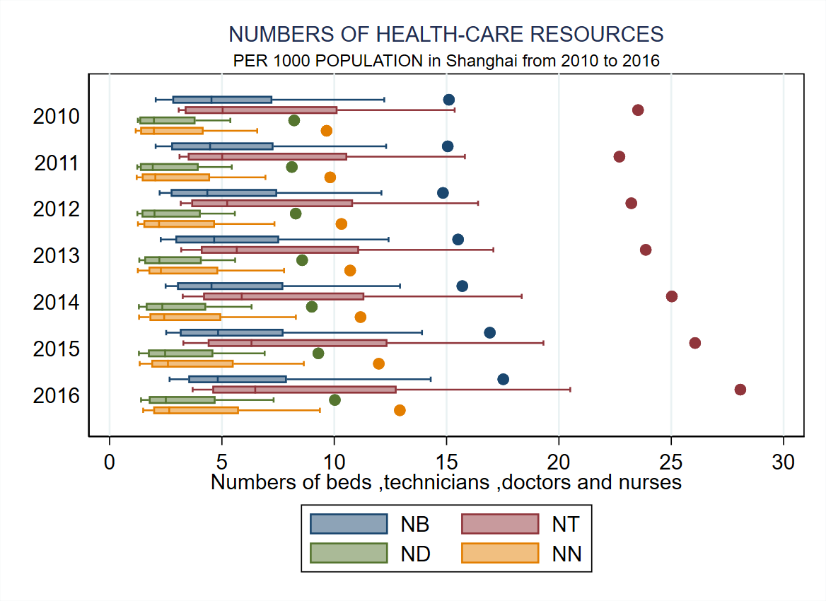 NUMBERS OF HEALTH-CARE RESOURCES
PER 1000 POPULATION in Shanghai from 2010 to 2016
2010
2011
2012
2013
2014
2015
2016
0 5 10 15 20 25 30
Numbers of beds ,technicians ,doctors and nurses
NB NT
ND NN